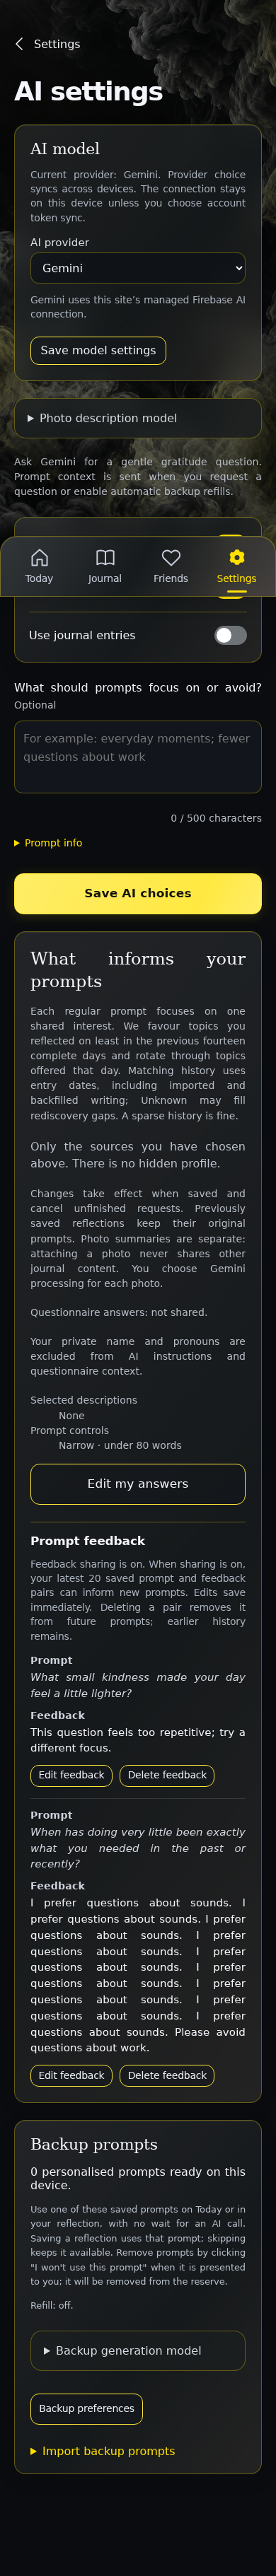 Settings
AI settings
AI model
Current provider: Gemini. Provider choice
syncs across devices. The connection stays
on this device unless you choose account
token sync.
AI provider
Gemini
Gemini uses this site’s managed Firebase AI
connection.
Save model settings
Photo description model
Ask Gemini for a gentle gratitude question.
Prompt context is sent when you request a
question or enable automatic backup refills.
Today
Journal
Friends
Settings
Use journal entries
What should prompts focus on or avoid?
Optional
For example: everyday moments; fewer
questions about work
0 / 500 characters
Prompt info
Save AI choices
What informs your
prompts
Each regular prompt focuses on one
shared interest. We favour topics you
reflected on least in the previous fourteen
complete days and rotate through topics
offered that day. Matching history uses
entry dates, including imported and
backfilled writing; Unknown may fill
rediscovery gaps. A sparse history is fine.
Only the sources you have chosen
above. There is no hidden profile.
Changes take effect when saved and
cancel unfinished requests. Previously
saved reflections keep their original
prompts. Photo summaries are separate:
attaching a photo never shares other
journal content. You choose Gemini
processing for each photo.
Questionnaire answers: not shared.
Your private name and pronouns are
excluded from AI instructions and
questionnaire context.
Selected descriptions
None
Prompt controls
Narrow · under 80 words
Edit my answers
Prompt feedback
Feedback sharing is on. When sharing is on,
your latest 20 saved prompt and feedback
pairs can inform new prompts. Edits save
immediately. Deleting a pair removes it
from future prompts; earlier history
remains.
Prompt
What small kindness made your day
feel a little lighter?
Feedback
This question feels too repetitive; try a
different focus.
Edit feedback
Delete feedback
Prompt
When has doing very little been exactly
what you needed in the past or
recently?
Feedback
I prefer questions about sounds. I
prefer questions about sounds. I prefer
questions about sounds. I prefer
questions about sounds. I prefer
questions about sounds. I prefer
questions about sounds. I prefer
questions about sounds. I prefer
questions about sounds. I prefer
questions about sounds. Please avoid
questions about work.
Edit feedback
Delete feedback
Backup prompts
0 personalised prompts ready on this
device.
Use one of these saved prompts on Today or in
your reflection, with no wait for an AI call.
Saving a reflection uses that prompt; skipping
keeps it available. Remove prompts by clicking
"I won't use this prompt" when it is presented
to you; it will be removed from the reserve.
Refill: off.
Backup generation model
Backup preferences
Import backup prompts